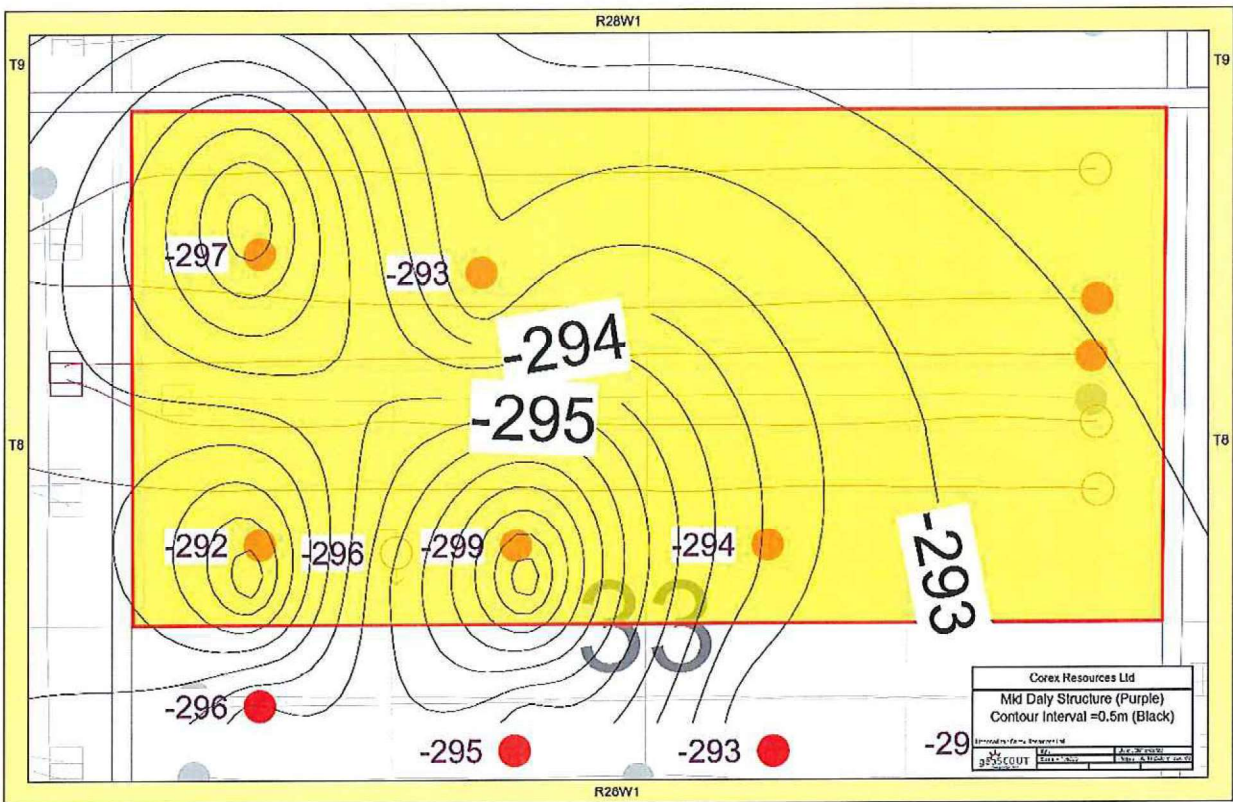 R28W1
T9
T9
-297
-293
-294
-295
T8
T8
-292
-296
-299
-294
-293
33
-296
-295
-293
-29
Corex Resources Ltd
Mid Daly Structure (Purple)
Contour Interval =0.5m (Black)
geoSCOUT
R28W1